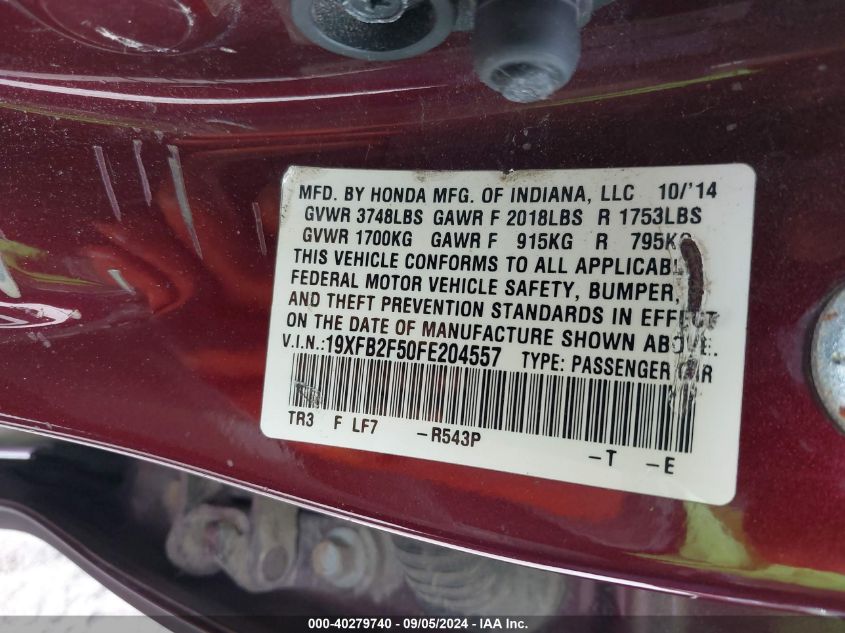 MFD. BY HONDA MFG. OF INDIANA, LLC 10/'14
GVWR 3748LBS GAWR F 2018LBS R 1753LBS
GVWR 1700KG GAWR F 915KG R 795KG
THIS VEHICLE CONFORMS TO ALL APPLICABLE
FEDERAL MOTOR VEHICLE SAFETY, BUMPER,
AND THEFT PREVENTION STANDARDS IN EFFECT
ON THE DATE OF MANUFACTURE SHOWN ABOVE.
V.I.N.:19XFB2F50FE204557 TYPE: PASSENGER CAR
TR3 F LF7 -R543P
-T -E
000-40279740 - 09/05/2024 - IAA Inc.